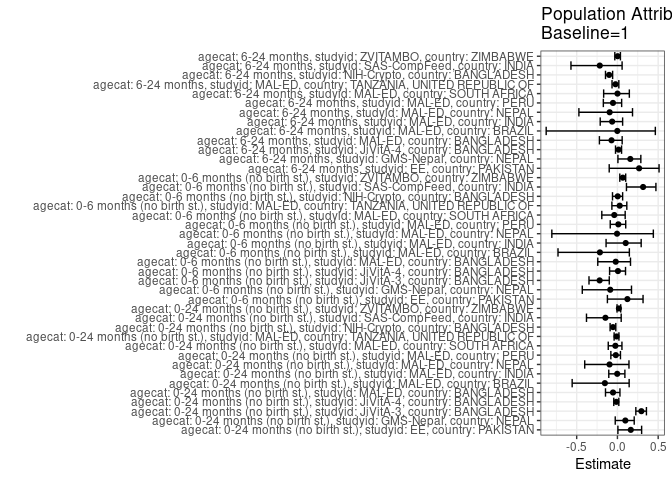 Population Attrib
Baseline=1
agecat: 6-24 months, studyid: ZVITAMBO, country: ZIMBABWE
agecat: 6-24 months, studyid: SAS-CompFeed, country: INDIA
agecat: 6-24 months, studyid: NIH-Crypto, country: BANGLADESH
agecat: 6-24 months, studyid: MAL-ED, country: TANZANIA, UNITED REPUBLIC OF
agecat: 6-24 months, studyid: MAL-ED, country: SOUTH AFRICA
agecat: 6-24 months, studyid: MAL-ED, country: PERU
agecat: 6-24 months, studyid: MAL-ED, country: NEPAL
agecat: 6-24 months, studyid: MAL-ED, country: INDIA
agecat: 6-24 months, studyid: MAL-ED, country: BRAZIL
agecat: 6-24 months, studyid: MAL-ED, country: BANGLADESH
agecat: 6-24 months, studyid: JiVitA-4, country: BANGLADESH
agecat: 6-24 months, studyid: GMS-Nepal, country: NEPAL
agecat: 6-24 months, studyid: EE, country: PAKISTAN
agecat: 0-6 months (no birth st.), studyid: ZVITAMBO, country: ZIMBABWE
agecat: 0-6 months (no birth st.), studyid: SAS-CompFeed, country: INDIA
agecat: 0-6 months (no birth st.), studyid: NIH-Crypto, country: BANGLADESH
agecat: 0-6 months (no birth st.), studyid: MAL-ED, country: TANZANIA, UNITED REPUBLIC OF
agecat: 0-6 months (no birth st.), studyid: MAL-ED, country: SOUTH AFRICA
agecat: 0-6 months (no birth st.), studyid: MAL-ED, country: PERU
agecat: 0-6 months (no birth st.), studyid: MAL-ED, country: NEPAL
agecat: 0-6 months (no birth st.), studyid: MAL-ED, country: INDIA
agecat: 0-6 months (no birth st.), studyid: MAL-ED, country: BRAZIL
agecat: 0-6 months (no birth st.), studyid: MAL-ED, country: BANGLADESH
agecat: 0-6 months (no birth st.), studyid: JiVitA-4, country: BANGLADESH
agecat: 0-6 months (no birth st.), studyid: JiVitA-3, country: BANGLADESH
agecat: 0-6 months (no birth st.), studyid: GMS-Nepal, country: NEPAL
agecat: 0-6 months (no birth st.), studyid: EE, country: PAKISTAN
agecat: 0-24 months (no birth st.), studyid: ZVITAMBO, country: ZIMBABWE
agecat: 0-24 months (no birth st.), studyid: SAS-CompFeed, country: INDIA
agecat: 0-24 months (no birth st.), studyid: NIH-Crypto, country: BANGLADESH
agecat: 0-24 months (no birth st.), studyid: MAL-ED, country: TANZANIA, UNITED REPUBLIC OF
agecat: 0-24 months (no birth st.), studyid: MAL-ED, country: SOUTH AFRICA
agecat: 0-24 months (no birth st.), studyid: MAL-ED, country: PERU
agecat: 0-24 months (no birth st.), studyid: MAL-ED, country: NEPAL
agecat: 0-24 months (no birth st.), studyid: MAL-ED, country: INDIA
agecat: 0-24 months (no birth st.), studyid: MAL-ED, country: BRAZIL
agecat: 0-24 months (no birth st.), studyid: MAL-ED, country: BANGLADESH
agecat: 0-24 months (no birth st.), studyid: JiVitA-4, country: BANGLADESH
agecat: 0-24 months (no birth st.), studyid: JiVitA-3, country: BANGLADESH
agecat: 0-24 months (no birth st.), studyid: GMS-Nepal, country: NEPAL
agecat: 0-24 months (no birth st.), studyid: EE, country: PAKISTAN
-0.5 0.0 0.5
Estimate